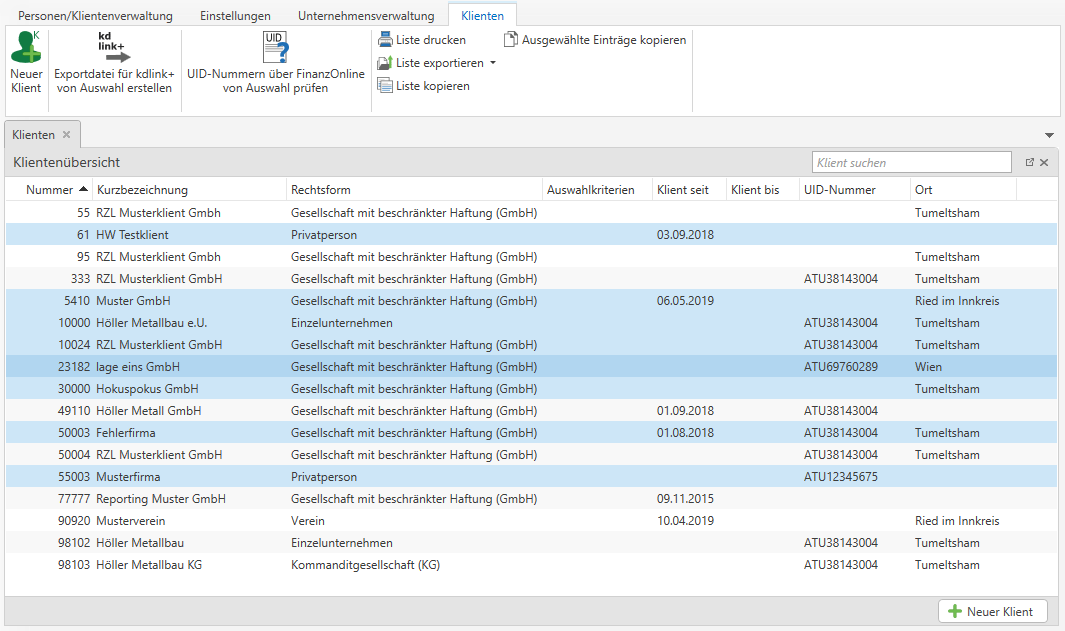 Personen/Klientenverwaltung Einstellungen Unternehmensverwaltung Klienten
K
Neuer
Klient
kd
link+
Exportdatei für kdlink+
von Auswahl erstellen
UID
?
UID-Nummern über FinanzOnline
von Auswahl prüfen
Liste drucken
Liste exportieren
Liste kopieren
Ausgewählte Einträge kopieren
Klienten
Klientenübersicht Klient suchen
Nummer Kurzbezeichnung Rechtsform Auswahlkriterien Klient seit Klient bis UID-Nummer Ort
55 RZL Musterklient Gmbh Gesellschaft mit beschränkter Haftung (GmbH) Tumeltsham
61 HW Testklient Privatperson 03.09.2018
95 RZL Musterklient Gmbh Gesellschaft mit beschränkter Haftung (GmbH) Tumeltsham
333 RZL Musterklient GmbH Gesellschaft mit beschränkter Haftung (GmbH) ATU38143004 Tumeltsham
5410 Muster GmbH Gesellschaft mit beschränkter Haftung (GmbH) 06.05.2019 Ried im Innkreis
10000 Höller Metallbau e.U. Einzelunternehmen ATU38143004 Tumeltsham
10024 RZL Musterklient GmbH Gesellschaft mit beschränkter Haftung (GmbH) ATU38143004 Tumeltsham
23182 lage eins GmbH Gesellschaft mit beschränkter Haftung (GmbH) ATU69760289 Wien
30000 Hokuspokus GmbH Gesellschaft mit beschränkter Haftung (GmbH) Tumeltsham
49110 Höller Metall GmbH Gesellschaft mit beschränkter Haftung (GmbH) 01.09.2018 ATU38143004
50003 Fehlerfirma Gesellschaft mit beschränkter Haftung (GmbH) 01.08.2018 ATU38143004 Tumeltsham
50004 RZL Musterklient GmbH Gesellschaft mit beschränkter Haftung (GmbH) ATU38143004 Tumeltsham
55003 Musterfirma Privatperson ATU12345675
77777 Reporting Muster GmbH Gesellschaft mit beschränkter Haftung (GmbH) 09.11.2015
90920 Musterverein Verein 10.04.2019 Ried im Innkreis
98102 Höller Metallbau Einzelunternehmen ATU38143004 Tumeltsham
98103 Höller Metallbau KG Kommanditgesellschaft (KG) ATU38143004 Tumeltsham
Neuer Klient